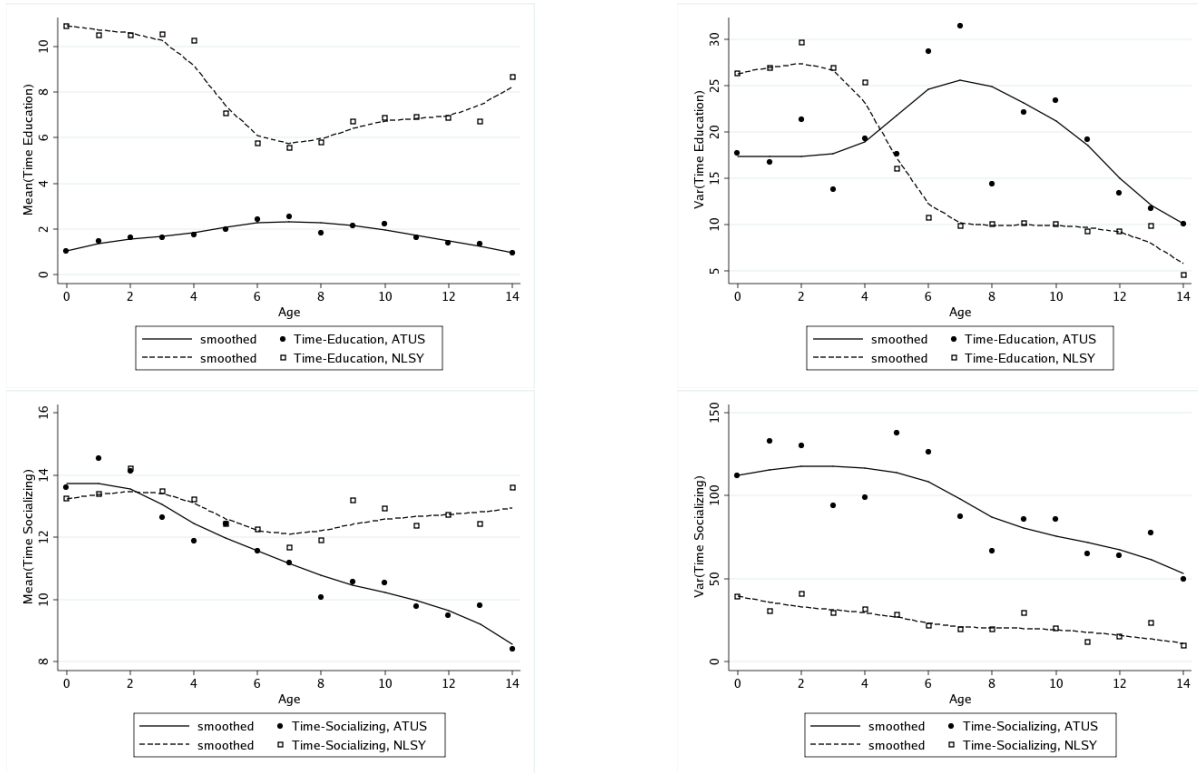 Mean(Time Education)
10
8
6
4
2
0
0 2 4 6 8 10 12 14
Age
smoothed Time-Education, ATUS
smoothed Time-Education, NLSY
Var(Time Education)
30
25
20
15
10
5
0 2 4 6 8 10 12 14
Age
smoothed Time-Education, ATUS
smoothed Time-Education, NLSY
Mean(Time Socializing)
16
14
12
10
8
0 2 4 6 8 10 12 14
Age
smoothed Time-Socializing, ATUS
smoothed Time-Socializing, NLSY
Var(Time Socializing)
150
100
50
0
0 2 4 6 8 10 12 14
Age
smoothed Time-Socializing, ATUS
smoothed Time-Socializing, NLSY